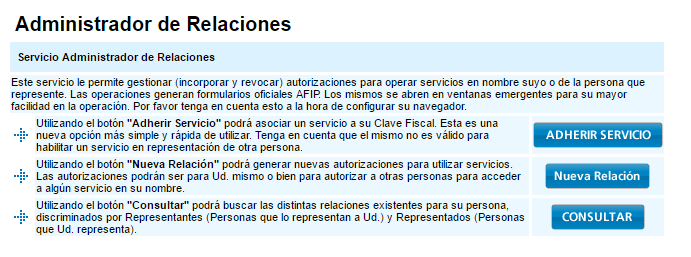 Administrador de Relaciones
Servicio Administrador de Relaciones
Este servicio le permite gestionar (incorporar y revocar) autorizaciones para operar servicios en nombre suyo o de la persona que
represente. Las operaciones generan formularios oficiales AFIP. Los mismos se abren en ventanas emergentes para su mayor
facilidad en la operación. Por favor tenga en cuenta esto a la hora de configurar su navegador.
Utilizando el botón "Adherir Servicio" podrá asociar un servicio a su Clave Fiscal. Esta es una
nueva opción más simple y rápida de utilizar. Tenga en cuenta que el mismo no es válido para
habilitar un servicio en representación de otra persona.
ADHERIR SERVICIO
Utilizando el botón "Nueva Relación" podrá generar nuevas autorizaciones para utilizar servicios.
Las autorizaciones podrán ser para Ud. mismo o bien para autorizar a otras personas para acceder
a algún servicio en su nombre.
Nueva Relación
Utilizando el botón "Consultar" podrá buscar las distintas relaciones existentes para su persona,
discriminados por Representantes (Personas que lo representan a Ud.) y Representados (Personas
que Ud. representa).
CONSULTAR